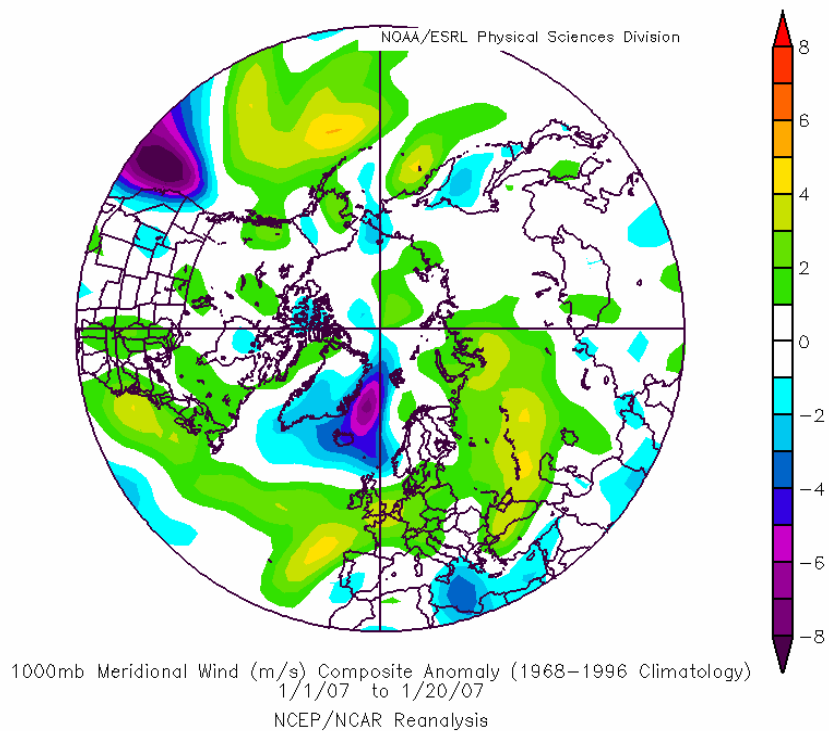 NOAA/ESRL Physical Sciences Division
8
6
4
2
0
-2
-4
-6
-8
1000mb Meridional Wind (m/s) Composite Anomaly (1968-1996 Climatology)
1/1/07 to 1/20/07
NCEP/NCAR Reanalysis